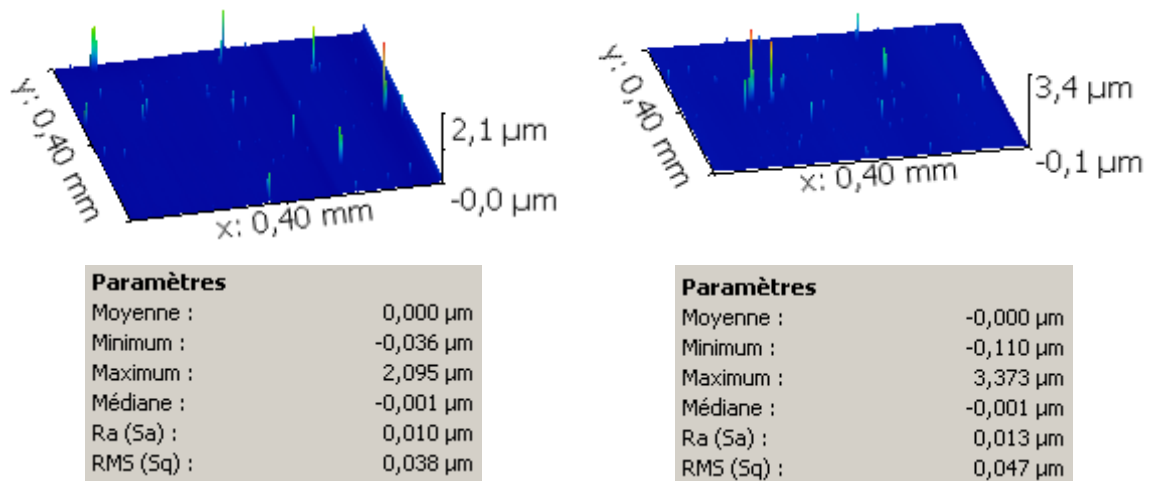 y: 0,40 mm
2,1 µm
-0,0 µm
x: 0,40 mm
y: 0,40 mm
3,4 µm
-0,1 µm
x: 0,40 mm
Paramètres
Moyenne : 0,000 µm
Minimum : -0,036 µm
Maximum : 2,095 µm
Médiane : -0,001 µm
Ra (Sa) : 0,010 µm
RMS (Sq) : 0,038 µm
Paramètres
Moyenne : -0,000 µm
Minimum : -0,110 µm
Maximum : 3,373 µm
Médiane : -0,001 µm
Ra (Sa) : 0,013 µm
RMS (Sq) : 0,047 µm